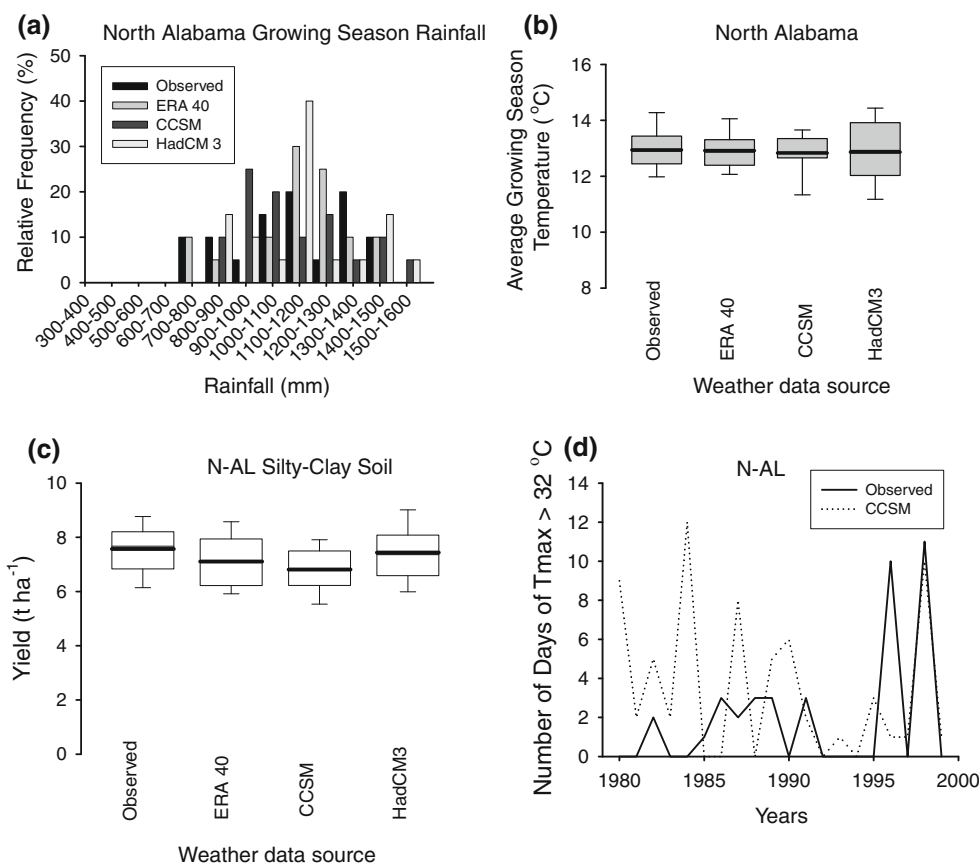 (a)
North Alabama Growing Season Rainfall
Relative Frequency (%)
50
40
30
20
10
0
Observed
ERA 40
CCSM
HadCM 3
300-400
400-500
500-600
600-700
700-800
800-900
900-1000
1000-1100
1100-1200
1200-1300
1300-1400
1400-1500
1500-1600
Rainfall (mm)
(b)
North Alabama
Average Growing Season
Temperature (°C)
16
14
12
10
8
Observed
ERA 40
CCSM
HadCM3
Weather data source
(c)
N-AL Silty-Clay Soil
Yield (t ha⁻¹)
10
8
6
4
2
0
Observed
ERA 40
CCSM
HadCM3
Weather data source
(d)
N-AL
Number of Days of Tmax > 32 °C
14
12
10
8
6
4
2
0
Observed
CCSM
1980
1985
1990
1995
2000
Years